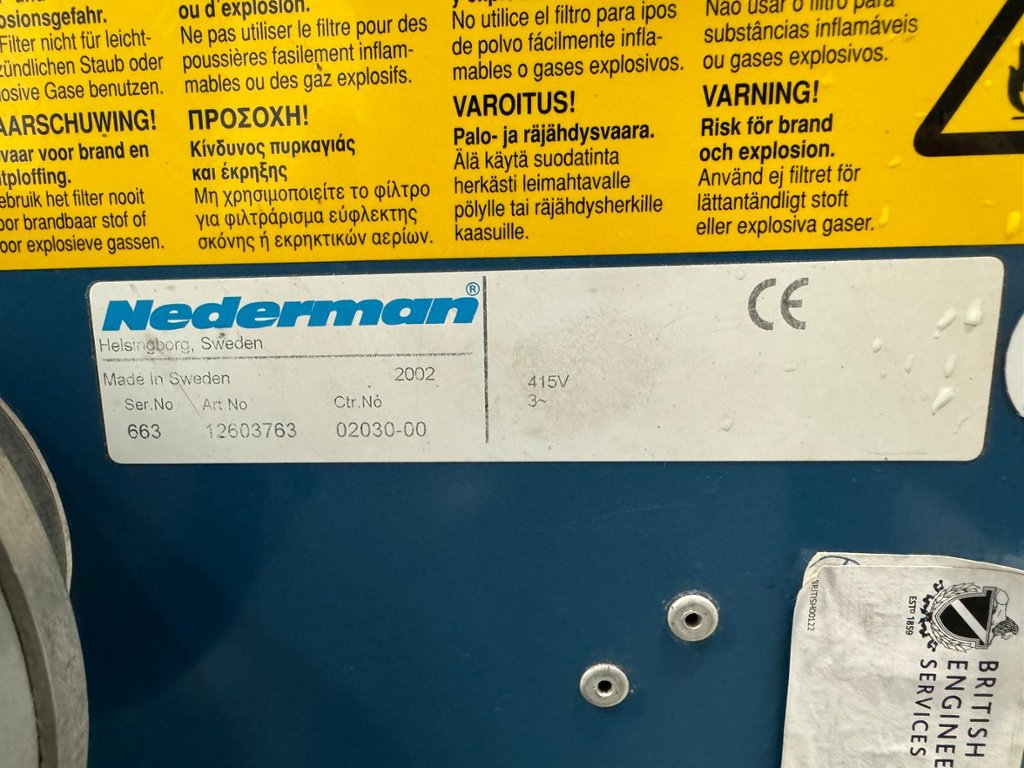 osionsgefahr.
Filter nicht für leicht-
zündlichen Staub oder
losive Gase benutzen.
AARSCHUWING!
vaar voor brand en
tploffing.
ebruik het filter nooit
oor brandbaar stof of
oor explosieve gassen.
ou d'explosion.
Ne pas utiliser le filtre pour des
poussières fasilement inflam-
mables ou des gaz explosifs.
ΠΡΟΣΟΧΗ!
Κίνδυνος πυρκαγιάς
και έκρηξης
Μη χρησιμοποιείτε το φίλτρο
για φιλτράρισμα εύφλεκτης
σκόνης ή εκρηκτικών αερίων.
No utilice el filtro para ipos
de polvo fácilmente infla-
mables o gases explosivos.
VAROITUS!
Palo- ja räjähdysvaara.
Älä käytä suodatinta
herkästi leimahtavalle
pölylle tai räjähdysherkille
kaasuille.
Não usar o filtro para
substâncias inflamáveis
ou gases explosivos.
VARNING!
Risk för brand
och explosion.
Använd ej filtret för
lättantändligt stoft
eller explosiva gaser.
Nederman®
Helsingborg, Sweden
Made In Sweden 2002
Ser.No Art.No Ctr.No
663 12603763 02030-00
415V
3~
CE
BRITISH00122
ESTD 1859
BRITISH
ENGINEE
SERVICES